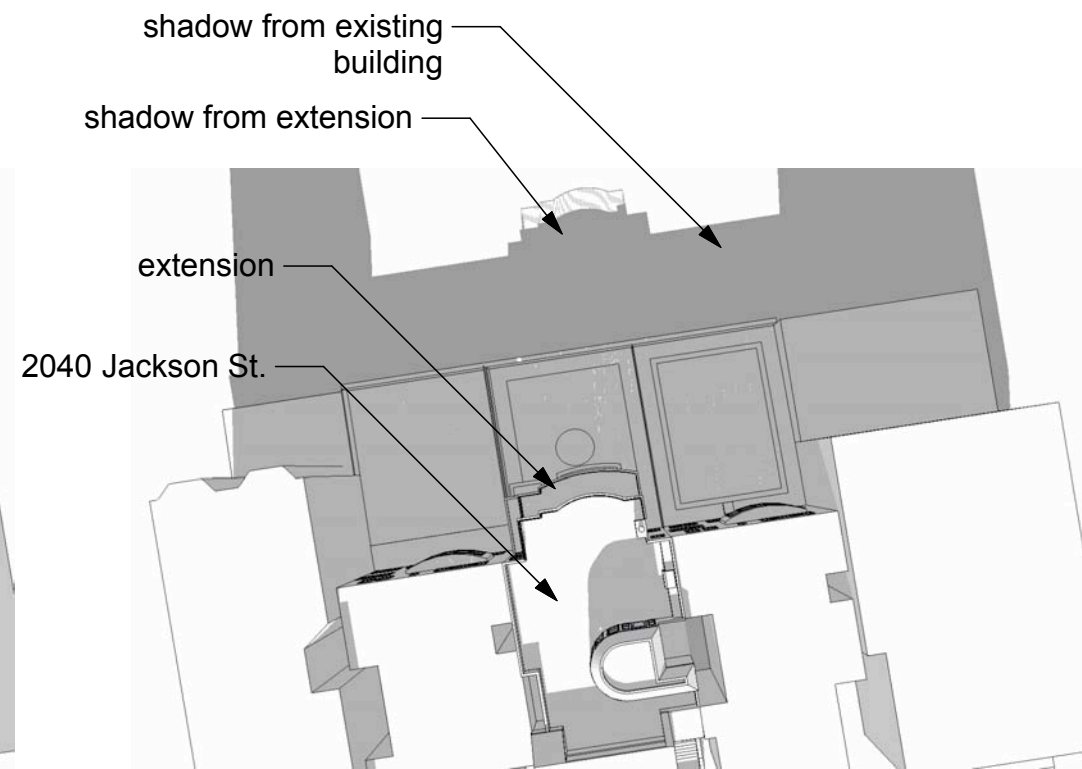 shadow from existing
building
shadow from extension
extension
2040 Jackson St.